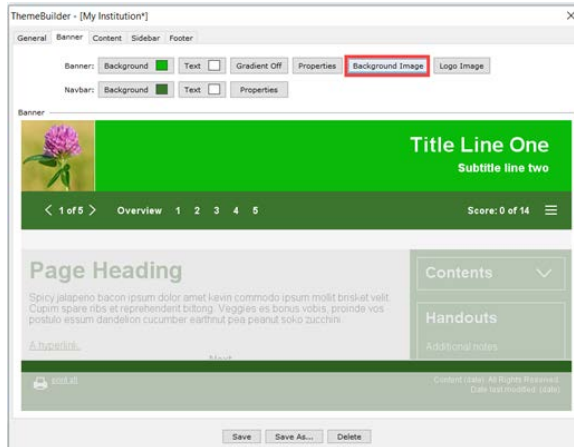 ThemeBuilder - [My Institution*]
General Banner Content Sidebar Footer
Banner: Background Text Gradient Off Properties Background Image Logo Image
Navbar: Background Text Properties
Banner
Title Line One
Subtitle line two
< 1 of 5 > Overview 1 2 3 4 5 Score: 0 of 14
Page Heading
Spicy jalapeno bacon ipsum dolor amet kevin commodo ipsum mollit brisket velit.
Cupim spare ribs et reprehenderit biltong. Veggies es bonus vobis, proinde vos
postulo essum dandelion cucumber earthnut pea peanut soko zucchini.
A hyperlink.
Next
Contents
Handouts
Additional notes
print all
Content (date). All Rights Reserved.
Date last modified: (date)
Save Save As... Delete